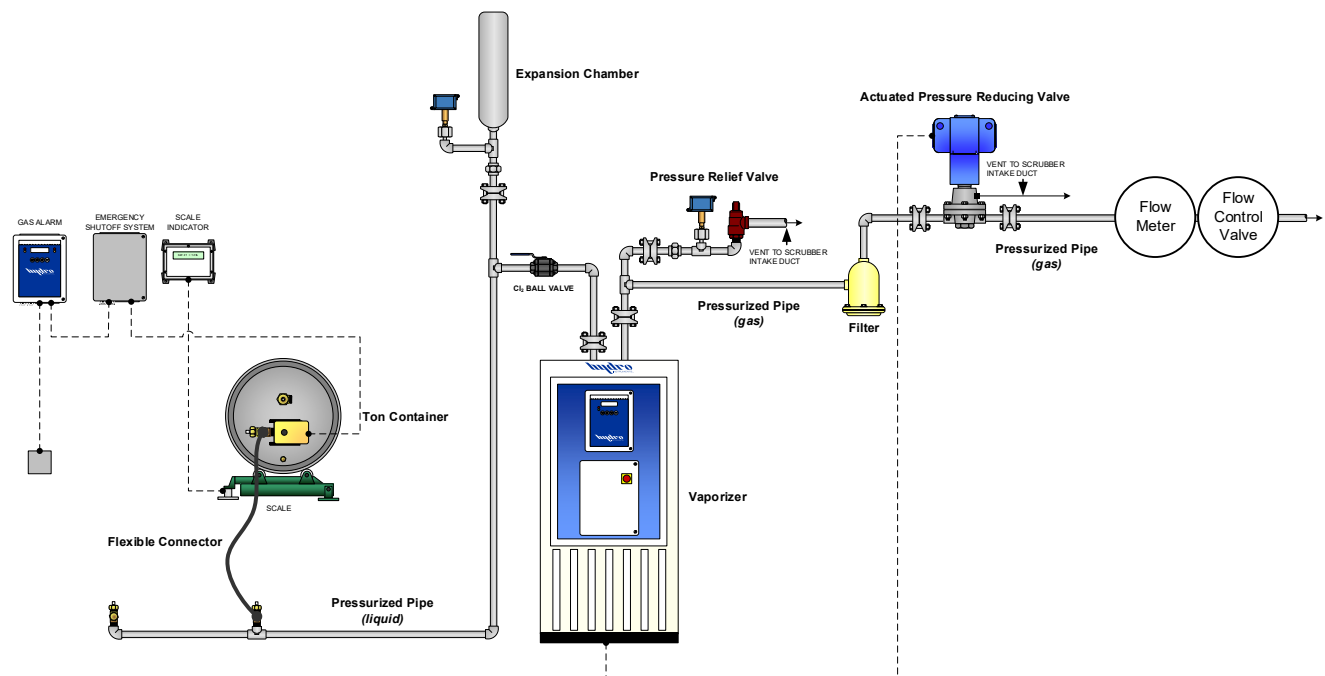 Expansion Chamber
Actuated Pressure Reducing Valve
VENT TO SCRUBBER
INTAKE DUCT
Pressure Relief Valve
GAS ALARM
EMERGENCY
SHUTOFF SYSTEM
SCALE
INDICATOR
Flow
Meter
Flow
Control
Valve
VENT TO SCRUBBER
INTAKE DUCT
Pressurized Pipe
(gas)
Cl₂ BALL VALVE
Pressurized Pipe
(gas)
Filter
hydro
Ton Container
Vaporizer
SCALE
Flexible Connector
Pressurized Pipe
(liquid)